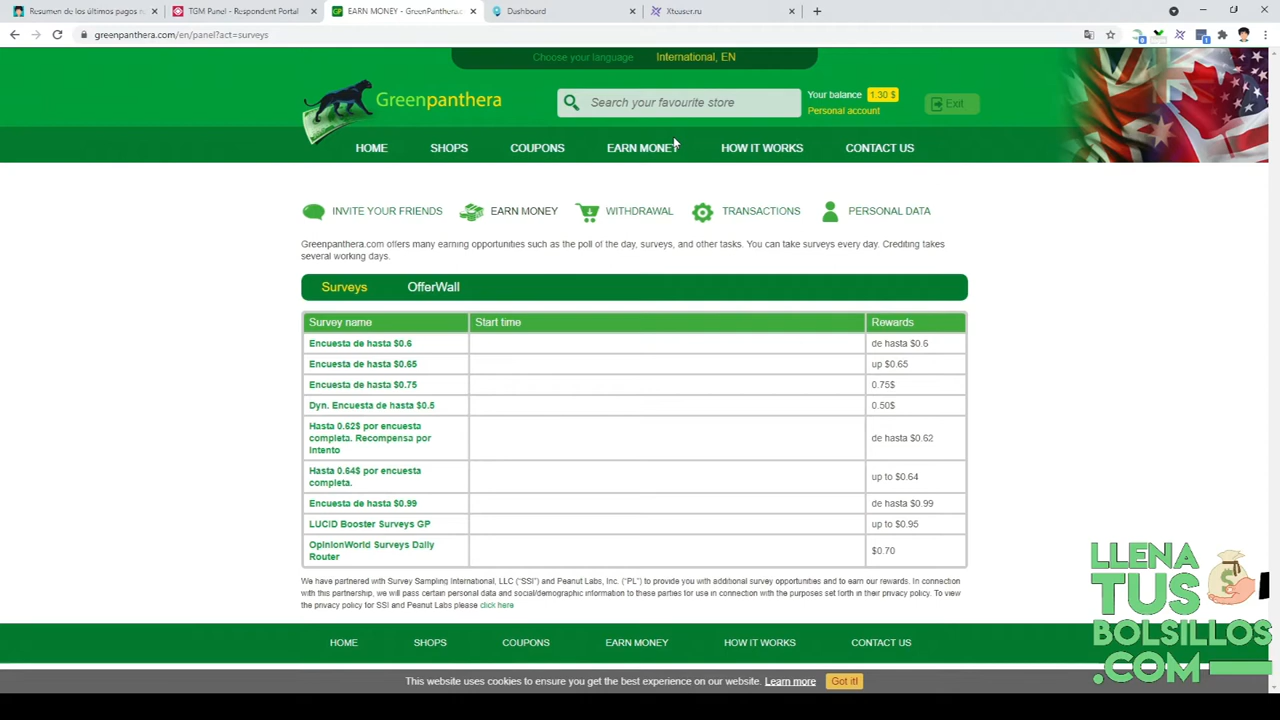 Resumen de los últimos pagos
TGM Panel - Respondent Portal
EARN MONEY - GreenPanthera.c
Dashboard
Xteaser.ru
greenpanthera.com/en/panel?act=surveys
Choose your language
International, EN
Greenpanthera
Search your favourite store
Your balance 1.30 $
Personal account
Exit
HOME
SHOPS
COUPONS
EARN MONEY
HOW IT WORKS
CONTACT US
INVITE YOUR FRIENDS
EARN MONEY
WITHDRAWAL
TRANSACTIONS
PERSONAL DATA
Greenpanthera.com offers many earning opportunities such as the poll of the day, surveys, and other tasks. You can take surveys every day. Crediting takes
several working days.
Surveys
OfferWall
Survey name
Start time
Rewards
Encuesta de hasta $0.6
de hasta $0.6
Encuesta de hasta $0.65
up $0.65
Encuesta de hasta $0.75
0.75$
Dyn. Encuesta de hasta $0.5
0.50$
Hasta 0.62$ por encuesta
completa. Recompensa por
Intento
de hasta $0.62
Hasta 0.64$ por encuesta
completa.
up to $0.64
Encuesta de hasta $0.99
de hasta $0.99
LUCID Booster Surveys GP
up to $0.95
OpinionWorld Surveys Daily
Router
$0.70
We have partnered with Survey Sampling International, LLC ("SSI") and Peanut Labs, Inc. ("PL") to provide you with additional survey opportunities and to earn our rewards. In connection
with this partnership, we will pass certain personal data and social/demographic information to these parties for use in connection with the purposes set forth in their privacy policy. To view
the privacy policy for SSI and Peanut Labs please click here
LLENA
TUS
BOLSILLOS
.COM
HOME
SHOPS
COUPONS
EARN MONEY
HOW IT WORKS
CONTACT US
This website uses cookies to ensure you get the best experience on our website. Learn more
Got it!